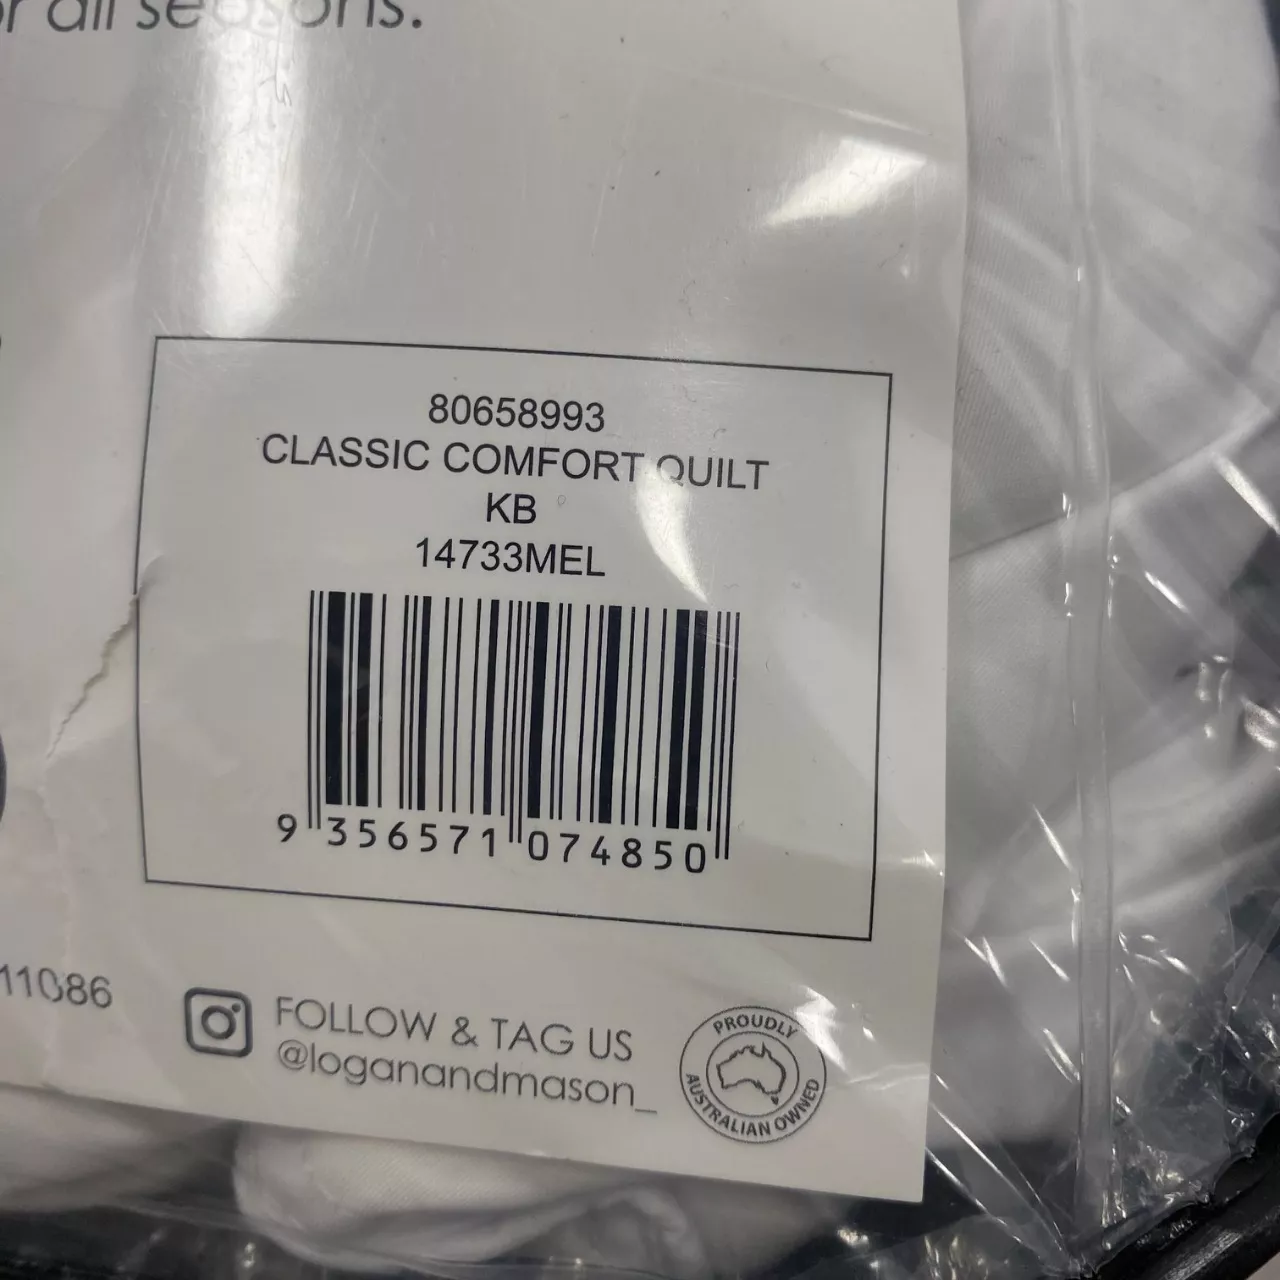 r all seasons.
80658993
CLASSIC COMFORT QUILT
KB
14733MEL
9 356571 074850
11086
FOLLOW & TAG US
@loganandmason_
PROUDLY
AUSTRALIAN OWNED